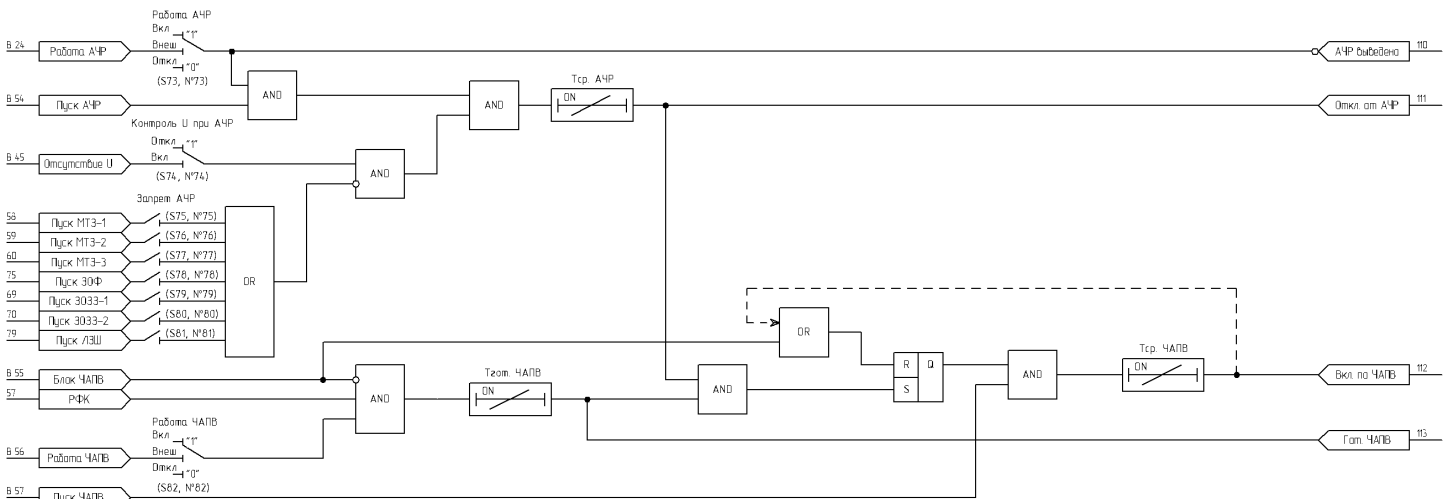 Работа АЧР
Вкл "1"
В 24 Работа АЧР Внеш
Откл "0"
(S73, №73)
АЧР выведена 110
AND
Тср. АЧР
ON
AND
В 54 Пуск АЧР
Откл. от АЧР 111
Контроль U при АЧР
Откл "1"
В 45 Отсутствие U Вкл
(S74, №74)
AND
Запрет АЧР
58 Пуск МТЗ-1 (S75, №75)
59 Пуск МТЗ-2 (S76, №76)
60 Пуск МТЗ-3 (S77, №77)
75 Пуск ЗОФ (S78, №78)
69 Пуск ЗОЗЗ-1 (S79, №79)
70 Пуск ЗОЗЗ-2 (S80, №80)
79 Пуск ЛЗШ (S81, №81)
OR
OR
В 55 Блок ЧАПВ
57 РФК
AND
Тгот. ЧАПВ
ON
AND
R Q
S
AND
Тср. ЧАПВ
ON
Вкл. по ЧАПВ 112
Работа ЧАПВ
Вкл "1"
В 56 Работа ЧАПВ Внеш
Откл "0"
(S82, №82)
Гот. ЧАПВ 113
В 57 Пуск ЧАПВ